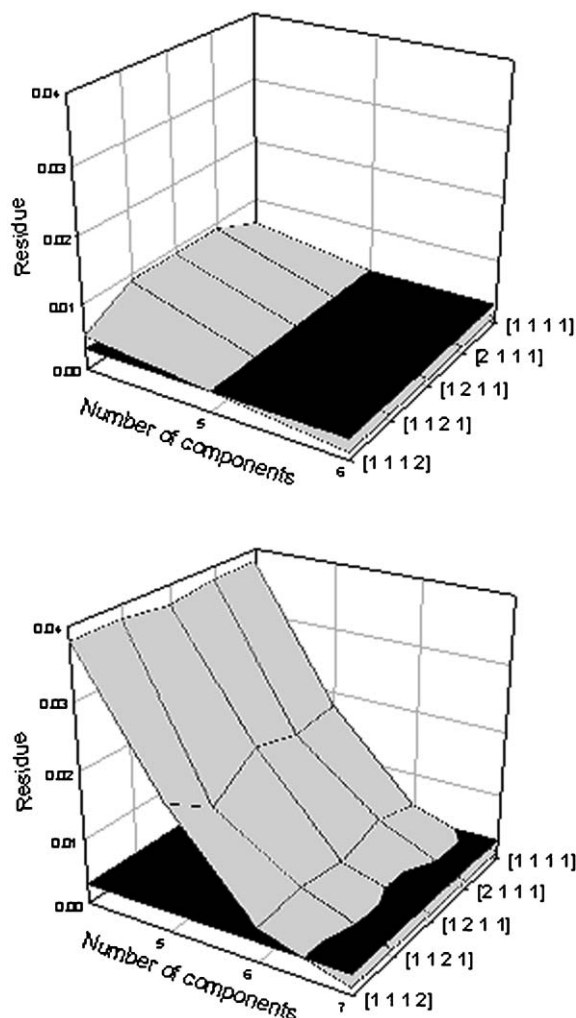 0.04
0.03
0.02
0.01
0.00
Residue
Number of components
5
6
[1 1 1 1]
[2 1 1 1]
[1 2 1 1]
[1 1 2 1]
[1 1 1 2]
0.04
0.03
0.02
0.01
0.00
Residue
Number of components
5
6
7
[1 1 1 1]
[2 1 1 1]
[1 2 1 1]
[1 1 2 1]
[1 1 1 2]